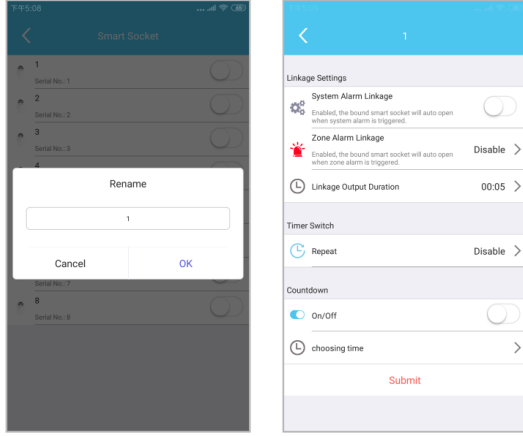 下午5:08
Smart Socket
1
Serial No.: 1
2
Serial No.: 2
3
Serial No.: 3
4
Rename
1
Cancel
OK
Serial No.: 7
8
Serial No.: 8
1
Linkage Settings
System Alarm Linkage
Enabled, the bound smart socket will auto open
when system alarm is triggered.
Zone Alarm Linkage
Enabled, the bound smart socket will auto open
when zone alarm is triggered.
Disable
Linkage Output Duration
00:05
Timer Switch
Repeat
Disable
Countdown
On/Off
choosing time
Submit